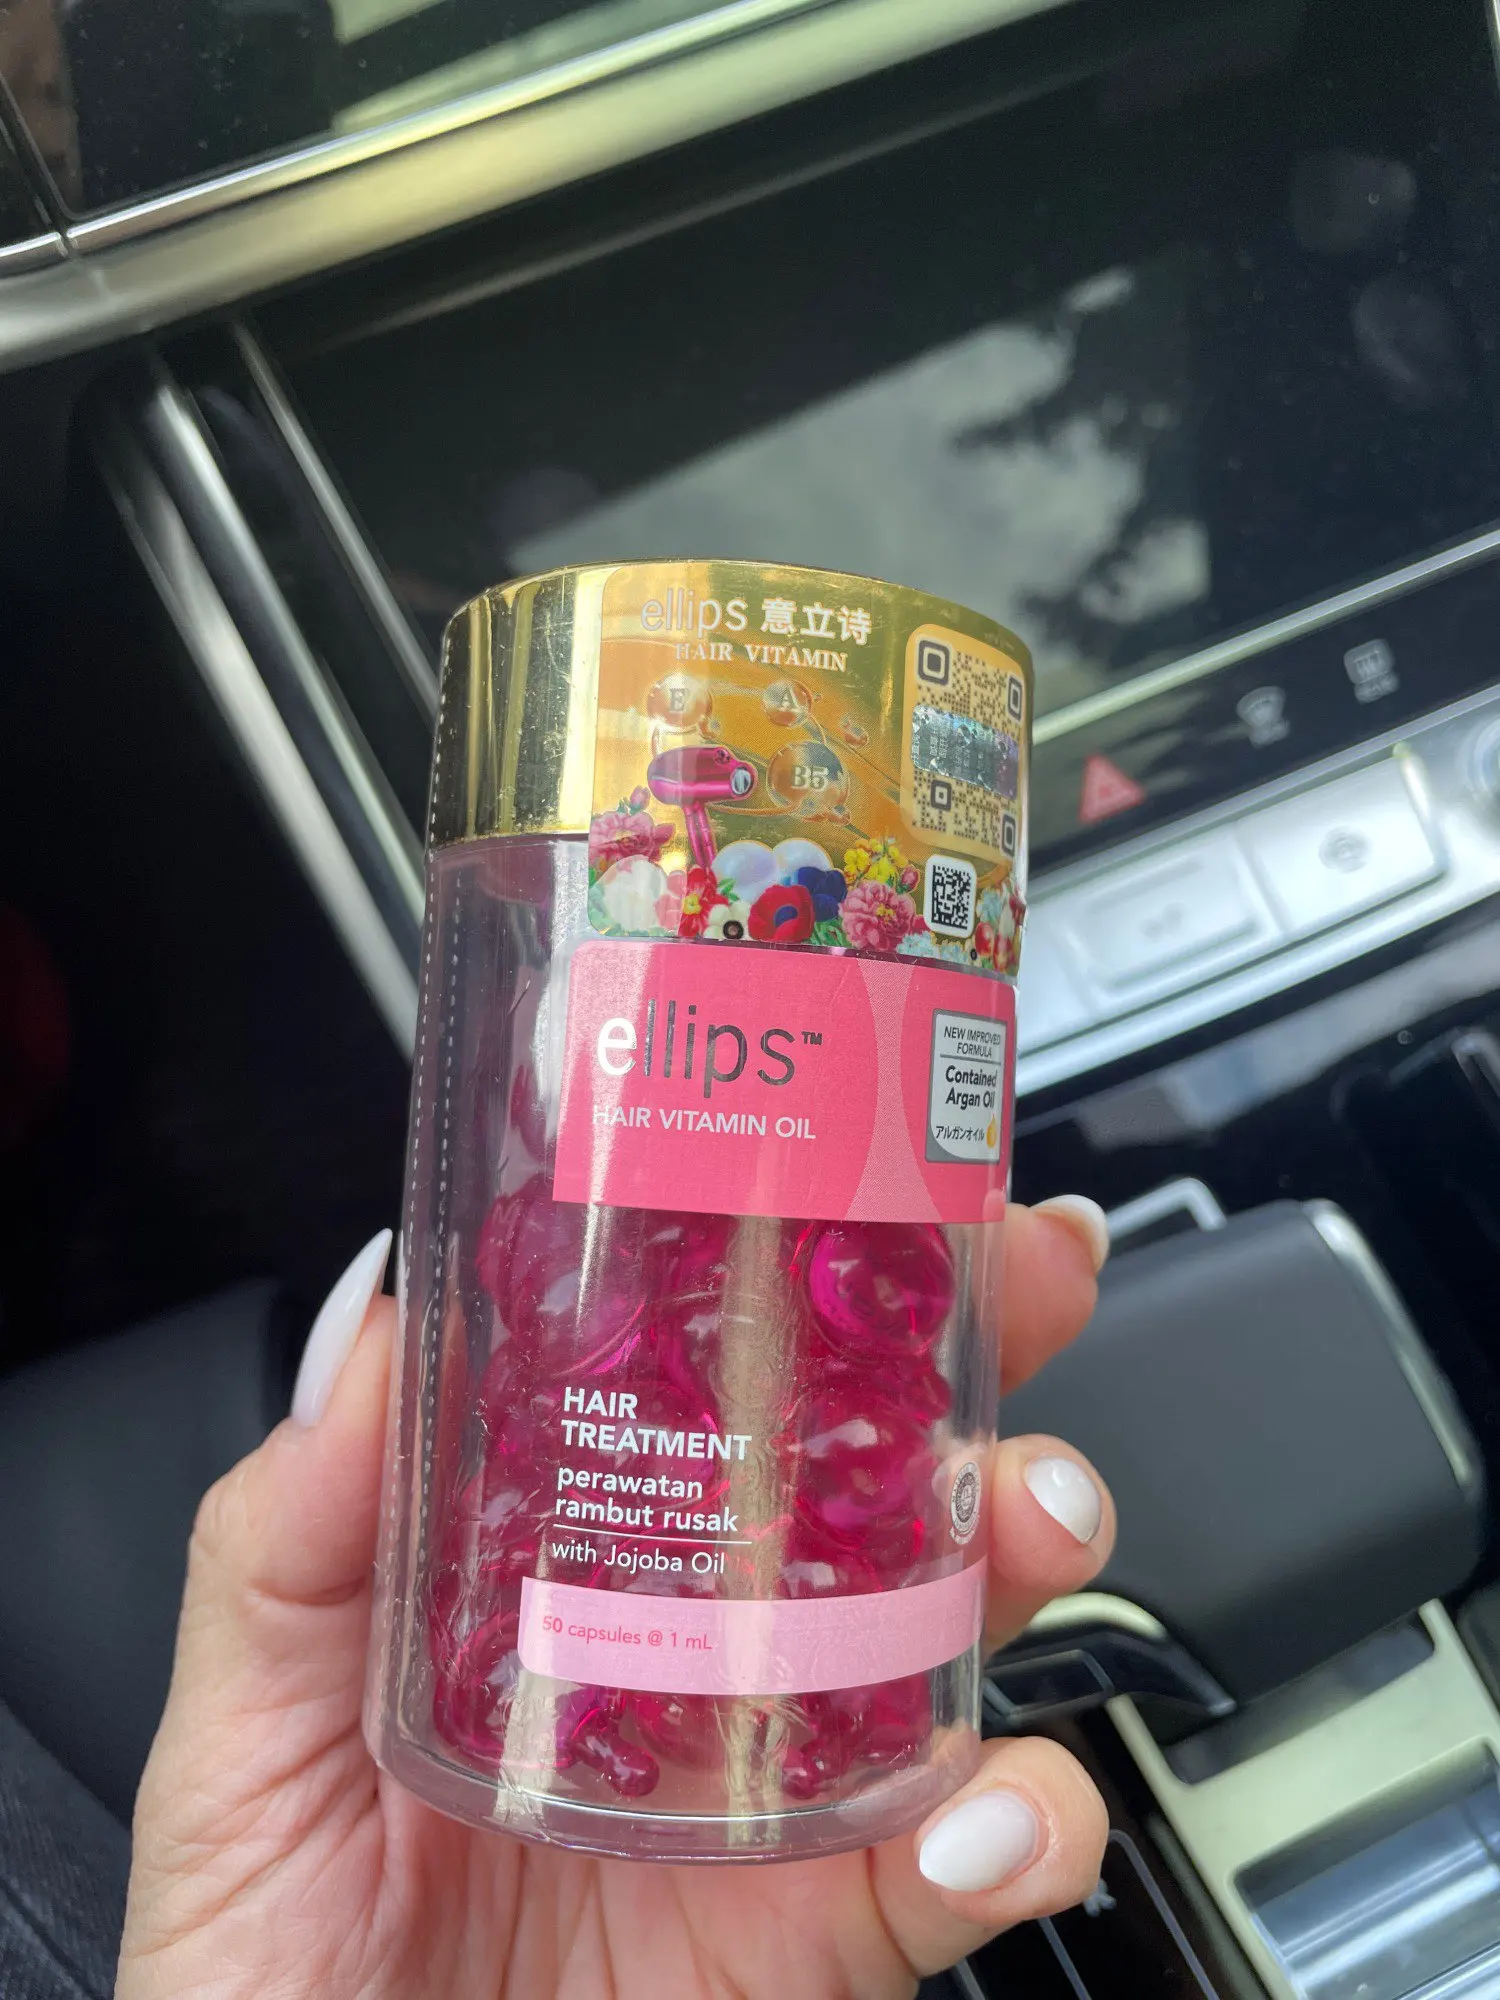 ellips 意立诗
HAIR VITAMIN
E
A
B5
ellips™
HAIR VITAMIN OIL
NEW IMPROVED
FORMULA
Contained
Argan Oil
アルガンオイル
HAIR
TREATMENT
perawatan
rambut rusak
with Jojoba Oil
50 capsules @ 1 mL